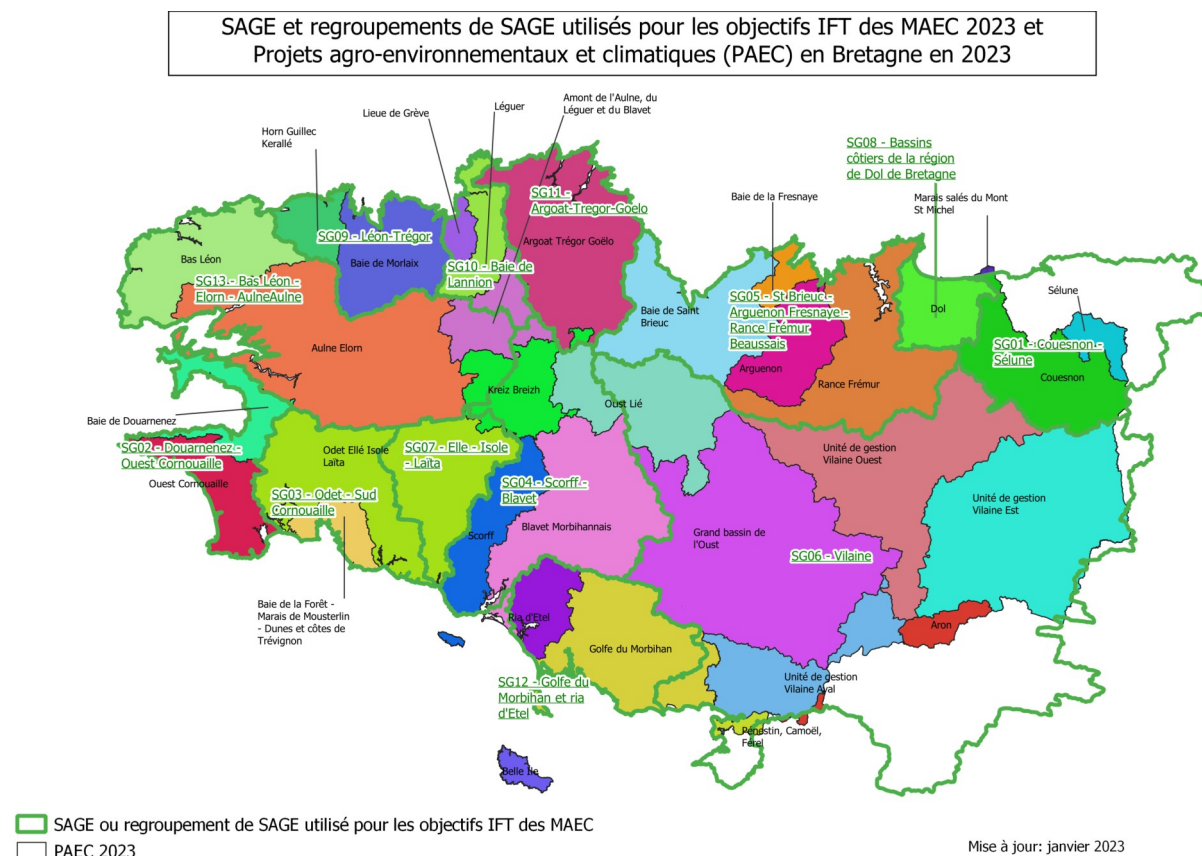 SAGE et regroupements de SAGE utilisés pour les objectifs IFT des MAEC 2023 et
Projets agro-environnementaux et climatiques (PAEC) en Bretagne en 2023
Amont de l'Aulne, du
Léguer et du Blavet
Léguer
Lieue de Grève
Horn Guillec
Kerallé
SG08 - Bassins
côtiers de la région
de Dol de Bretagne
Baie de la Fresnaye
Marais salés du Mont
St Michel
SG11 -
Argoat-Tregor-Goëlo
Argoat Trégor Goëlo
SG09 - Léon-Trégor
Baie de Morlaix
Bas Léon
SG10 - Baie de
Lannion
SG13 - Bas Léon -
Elorn - AulneAulne
Sélune
SG05 - St Brieuc -
Arguenon Fresnaye -
Rance Frémur
Beaussais
Baie de Saint
Brieuc
Dol
SG01 - Couesnon -
Sélune
Aulne Elorn
Arguenon
Rance Frémur
Couesnon
Kreiz Breizh
Oust Lié
Baie de Douarnenez
SG02 - Douarnenez -
Ouest Cornouaille
Ouest Cornouaille
Odet Ellé Isole
Laïta
SG07 - Elle - Isole
- Laïta
Unité de gestion
Vilaine Ouest
SG03 - Odet - Sud
Cornouaille
SG04 - Scorff -
Blavet
Unité de gestion
Vilaine Est
Scorff
Blavet Morbihannais
Grand bassin de
l'Oust
SG06 - Vilaine
Baie de la Forêt -
Marais de Mousterlin
- Dunes et côtes de
Trévignon
Ria d'Etel
Aron
Golfe du Morbihan
SG12 - Golfe du
Morbihan et ria
d'Etel
Unité de gestion
Vilaine Aval
Pénestin, Camoël,
Férel
Belle Ile
SAGE ou regroupement de SAGE utilisé pour les objectifs IFT des MAEC
PAEC 2023
Mise à jour: janvier 2023